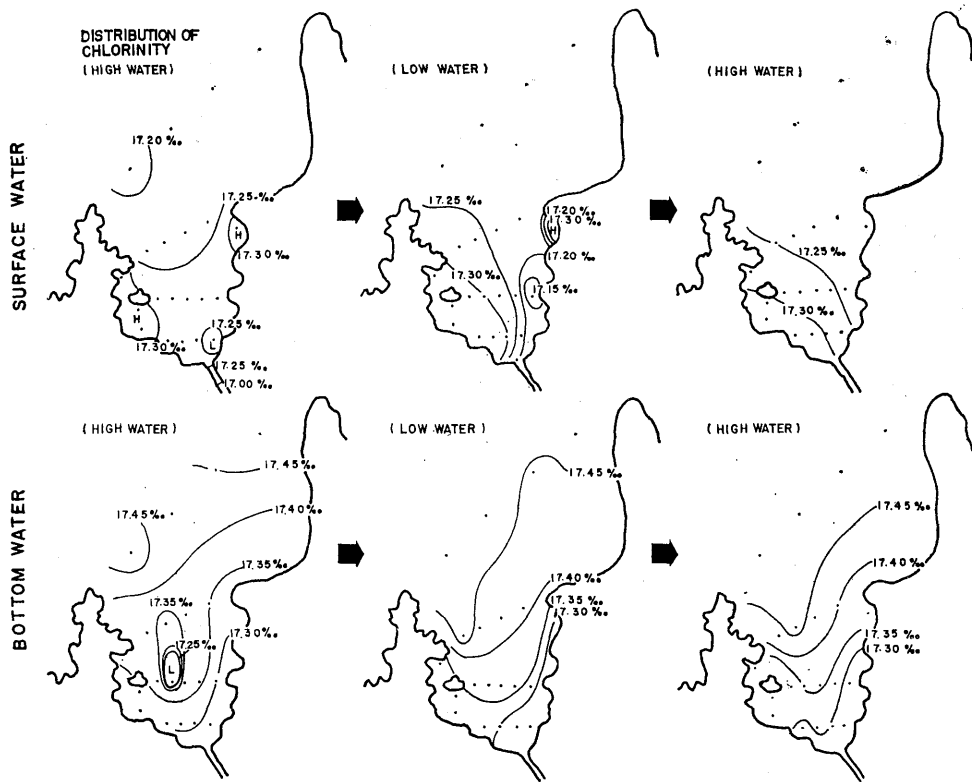 DISTRIBUTION OF
CHLORINITY
(HIGH WATER)
17.20 ‰
17.25 ‰
H
17.30 ‰
H
17.30 ‰
17.25 ‰
L
17.25 ‰
17.00 ‰
(LOW WATER)
17.25 ‰
17.20 ‰
17.30 ‰
H
17.20 ‰
17.30 ‰
17.15 ‰
(HIGH WATER)
17.25 ‰
17.30 ‰
SURFACE WATER
(HIGH WATER)
17.45 ‰
17.45 ‰
17.40 ‰
17.35 ‰
17.35 ‰
17.30 ‰
17.25 ‰
L
(LOW WATER)
17.45 ‰
17.40 ‰
17.35 ‰
17.30 ‰
(HIGH WATER)
17.45 ‰
17.40 ‰
17.35 ‰
17.30 ‰
BOTTOM WATER